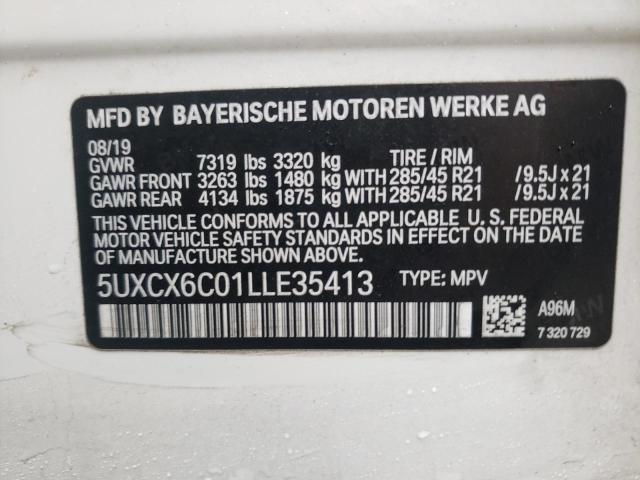 MFD BY BAYERISCHE MOTOREN WERKE AG
08/19
GVWR 7319 lbs 3320 kg TIRE / RIM
GAWR FRONT 3263 lbs 1480 kg WITH 285/45 R21 /9.5J x 21
GAWR REAR 4134 lbs 1875 kg WITH 285/45 R21 /9.5J x 21
THIS VEHICLE CONFORMS TO ALL APPLICABLE U. S. FEDERAL
MOTOR VEHICLE SAFETY STANDARDS IN EFFECT ON THE DATE
OF MANUFACTURE SHOWN ABOVE.
5UXCX6C01LLE35413 TYPE: MPV
A96M
7 320 729